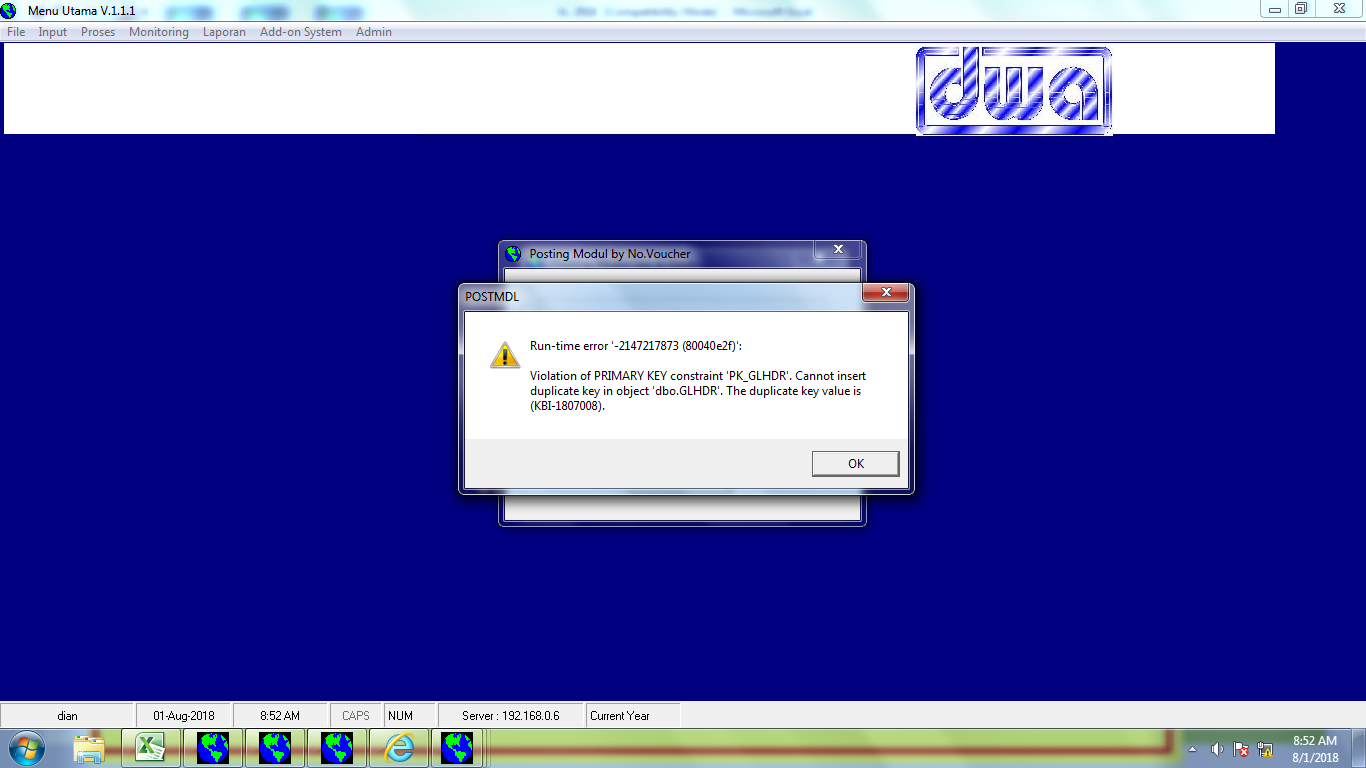 Menu Utama V.1.1.1
File Input Proses Monitoring Laporan Add-on System Admin
dwa
Posting Modul by No.Voucher
POSTMDL
Run-time error '-2147217873 (80040e2f)':
Violation of PRIMARY KEY constraint 'PK_GLHDR'. Cannot insert
duplicate key in object 'dbo.GLHDR'. The duplicate key value is
(KBI-1807008).
OK
dian 01-Aug-2018 8:52 AM CAPS NUM Server : 192.168.0.6 Current Year
8:52 AM
8/1/2018